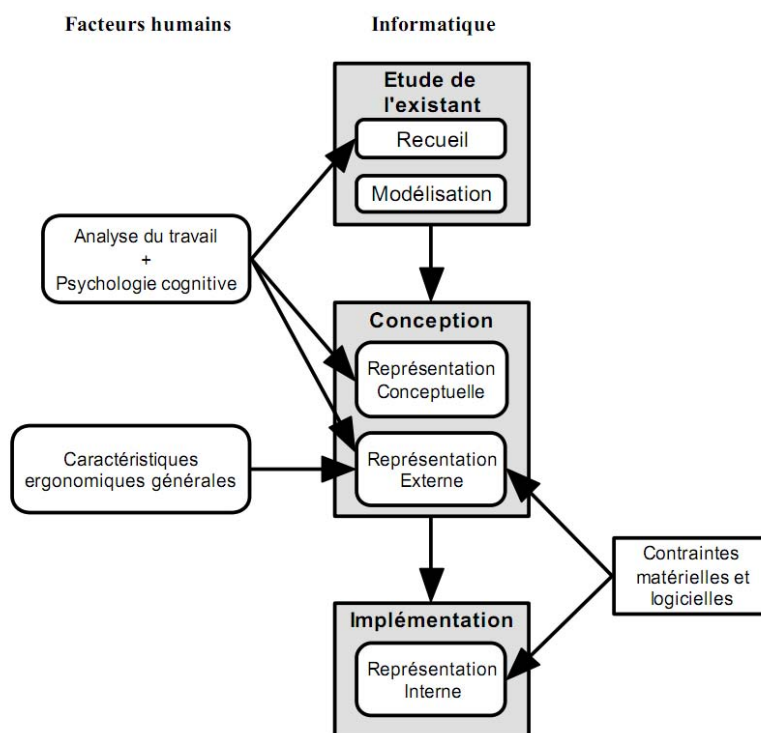 Facteurs humains
Informatique
Etude de
l'existant
Recueil
Modélisation
Analyse du travail
+
Psychologie cognitive
Conception
Représentation
Conceptuelle
Caractéristiques
ergonomiques générales
Représentation
Externe
Contraintes
matérielles et
logicielles
Implémentation
Représentation
Interne